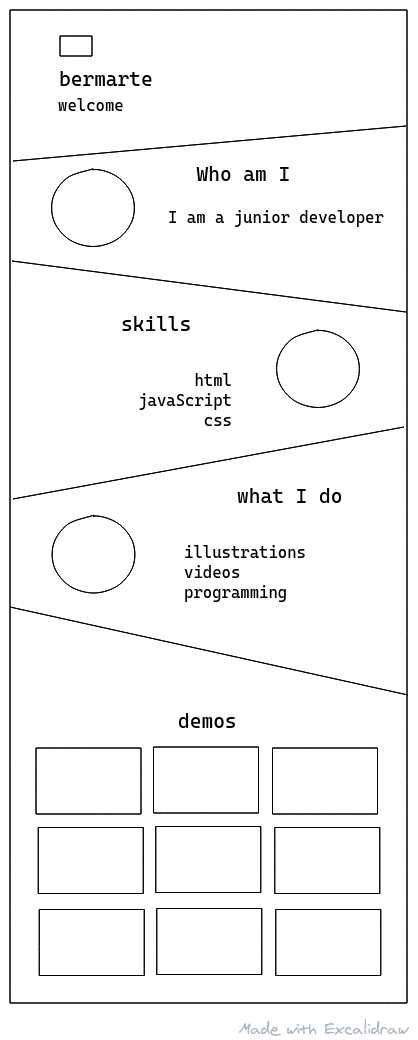 bermarte
welcome
Who am I
I am a junior developer
skills
html
javaScript
css
what I do
illustrations
videos
programming
demos
Made with Excalidraw